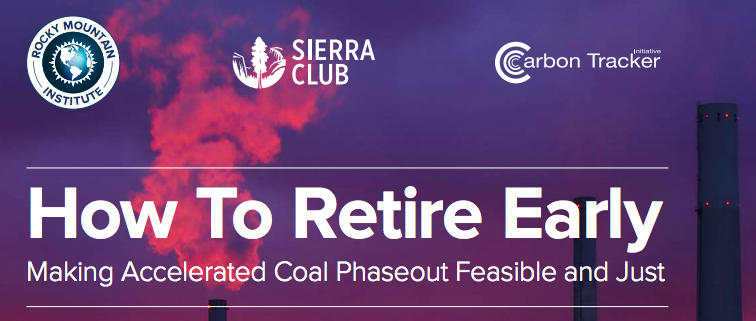 ROCKY MOUNTAIN
INSTITUTE
SIERRA
CLUB
Carbon Tracker
Initiative
How To Retire Early
Making Accelerated Coal Phaseout Feasible and Just